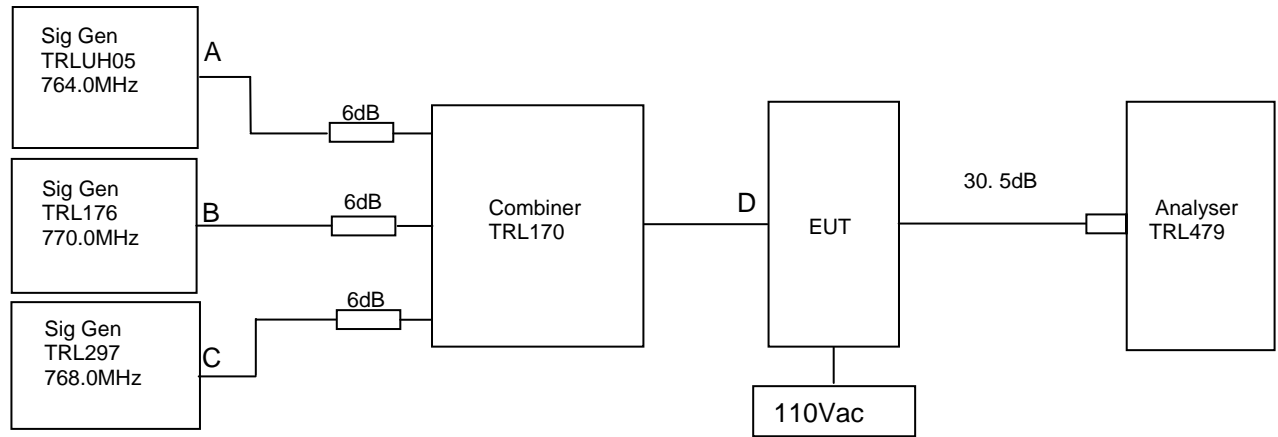 Sig Gen
TRLUH05
764.0MHz
A
6dB
Sig Gen
TRL176
770.0MHz
B
6dB
Sig Gen
TRL297
768.0MHz
C
6dB
Combiner
TRL170
D
EUT
110Vac
30. 5dB
Analyser
TRL479